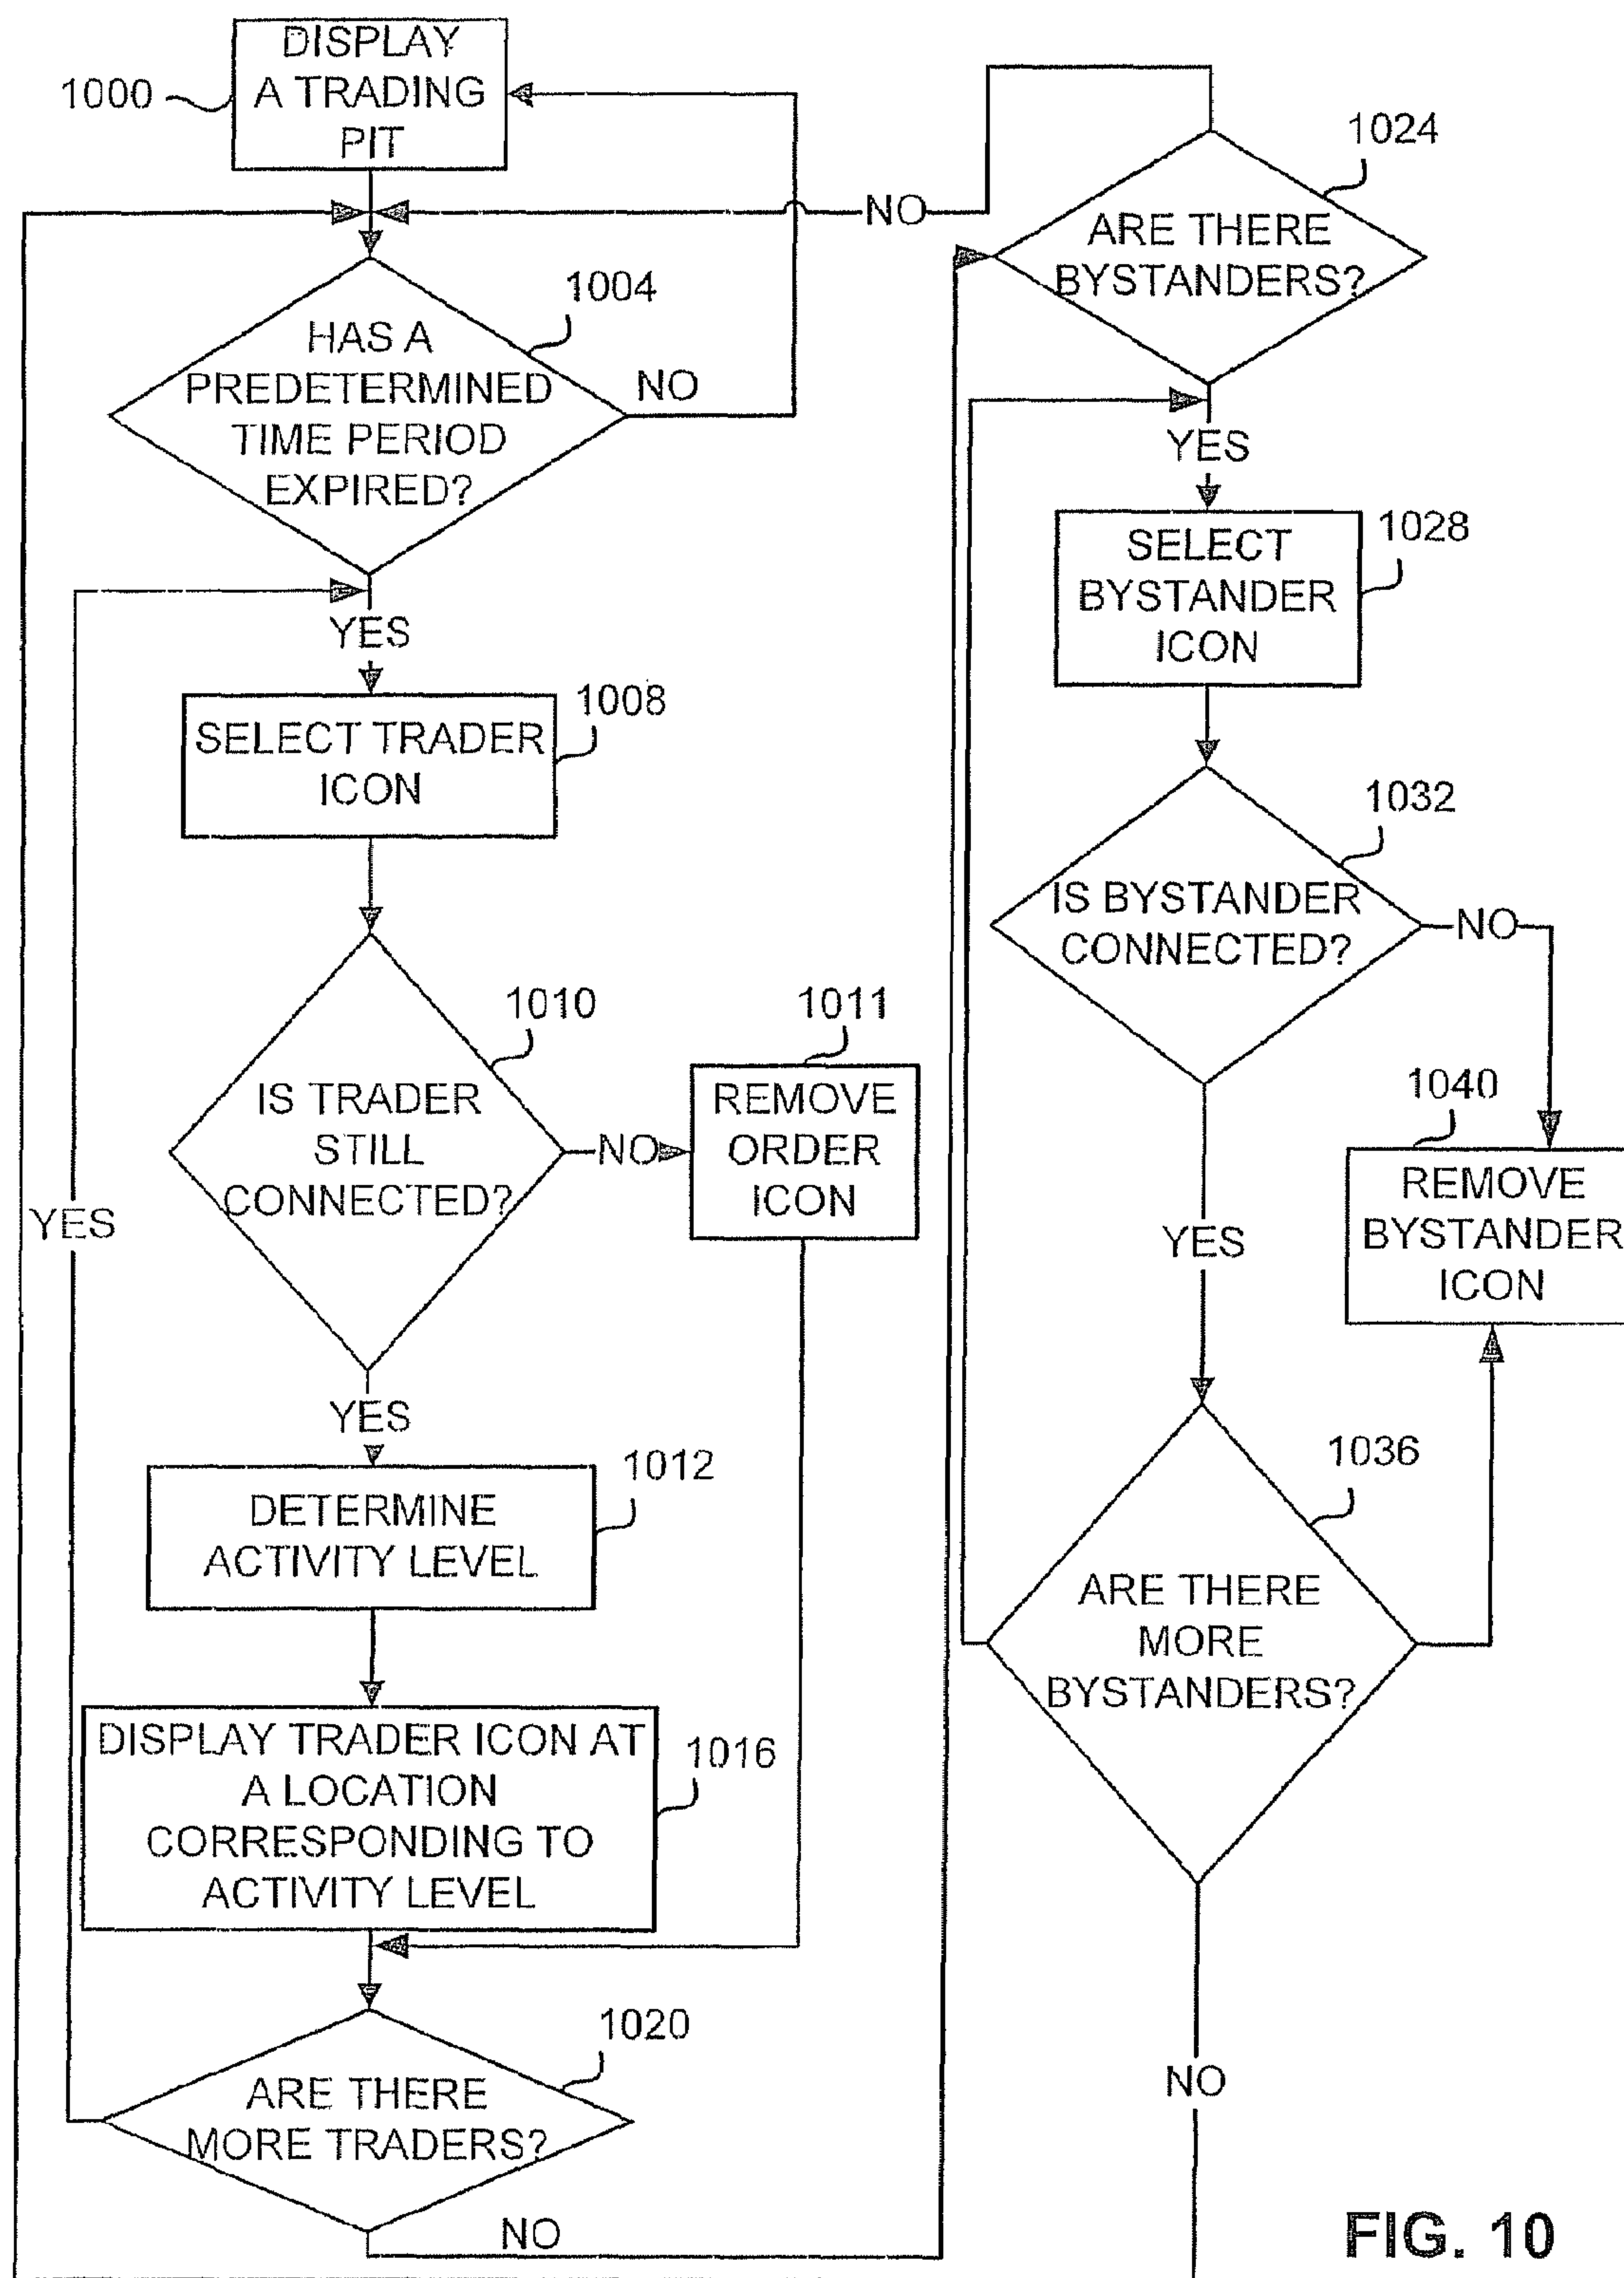 DISPLAY
A TRADING
PIT
1000
NO
1004
HAS A
PREDETERMINED
TIME PERIOD
EXPIRED?
NO
YES
1008
SELECT TRADER
ICON
1010
IS TRADER
STILL
CONNECTED?
NO
1011
REMOVE
ORDER
ICON
YES
YES
1012
DETERMINE
ACTIVITY LEVEL
DISPLAY TRADER ICON AT
A LOCATION
CORRESPONDING TO
ACTIVITY LEVEL
1016
1020
ARE THERE
MORE TRADERS?
NO
1024
ARE THERE
BYSTANDERS?
YES
1028
SELECT
BYSTANDER
ICON
1032
IS BYSTANDER
CONNECTED?
NO
1040
REMOVE
BYSTANDER
ICON
YES
1036
ARE THERE
MORE
BYSTANDERS?
NO
FIG. 10